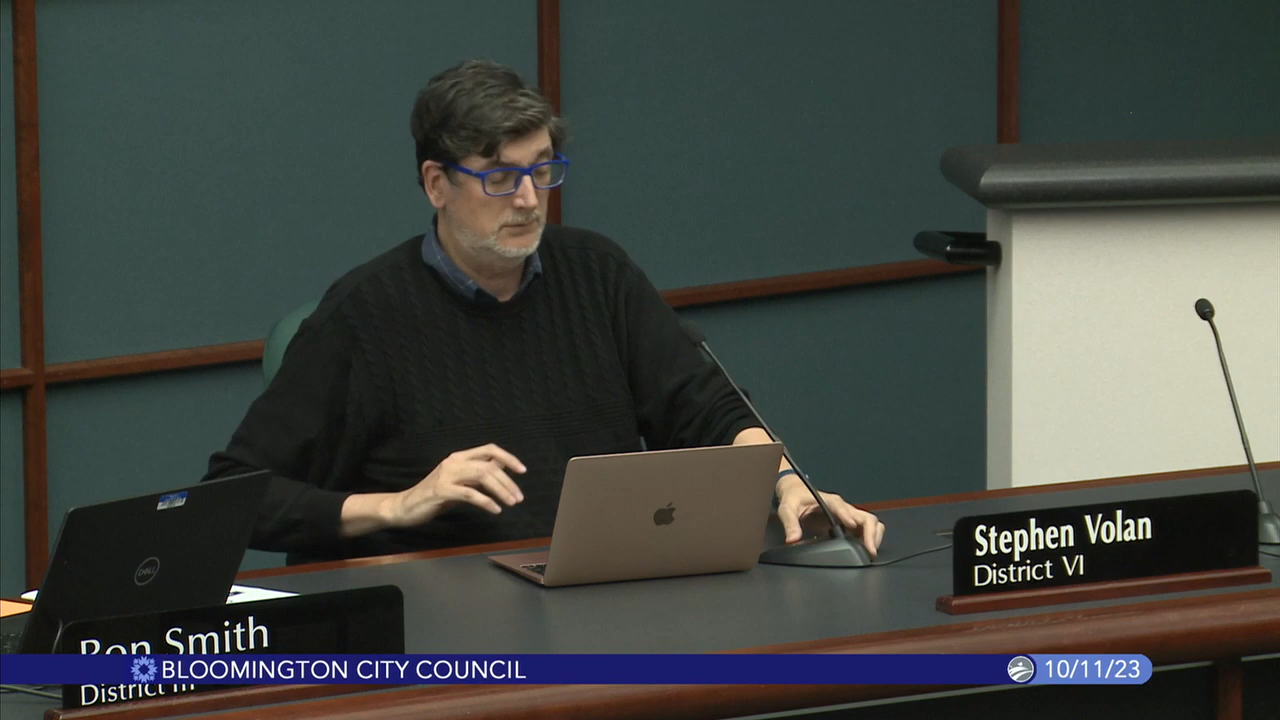 Stephen Volan
District VI
DELL
Ron Smith
District III
BLOOMINGTON CITY COUNCIL
10/11/23